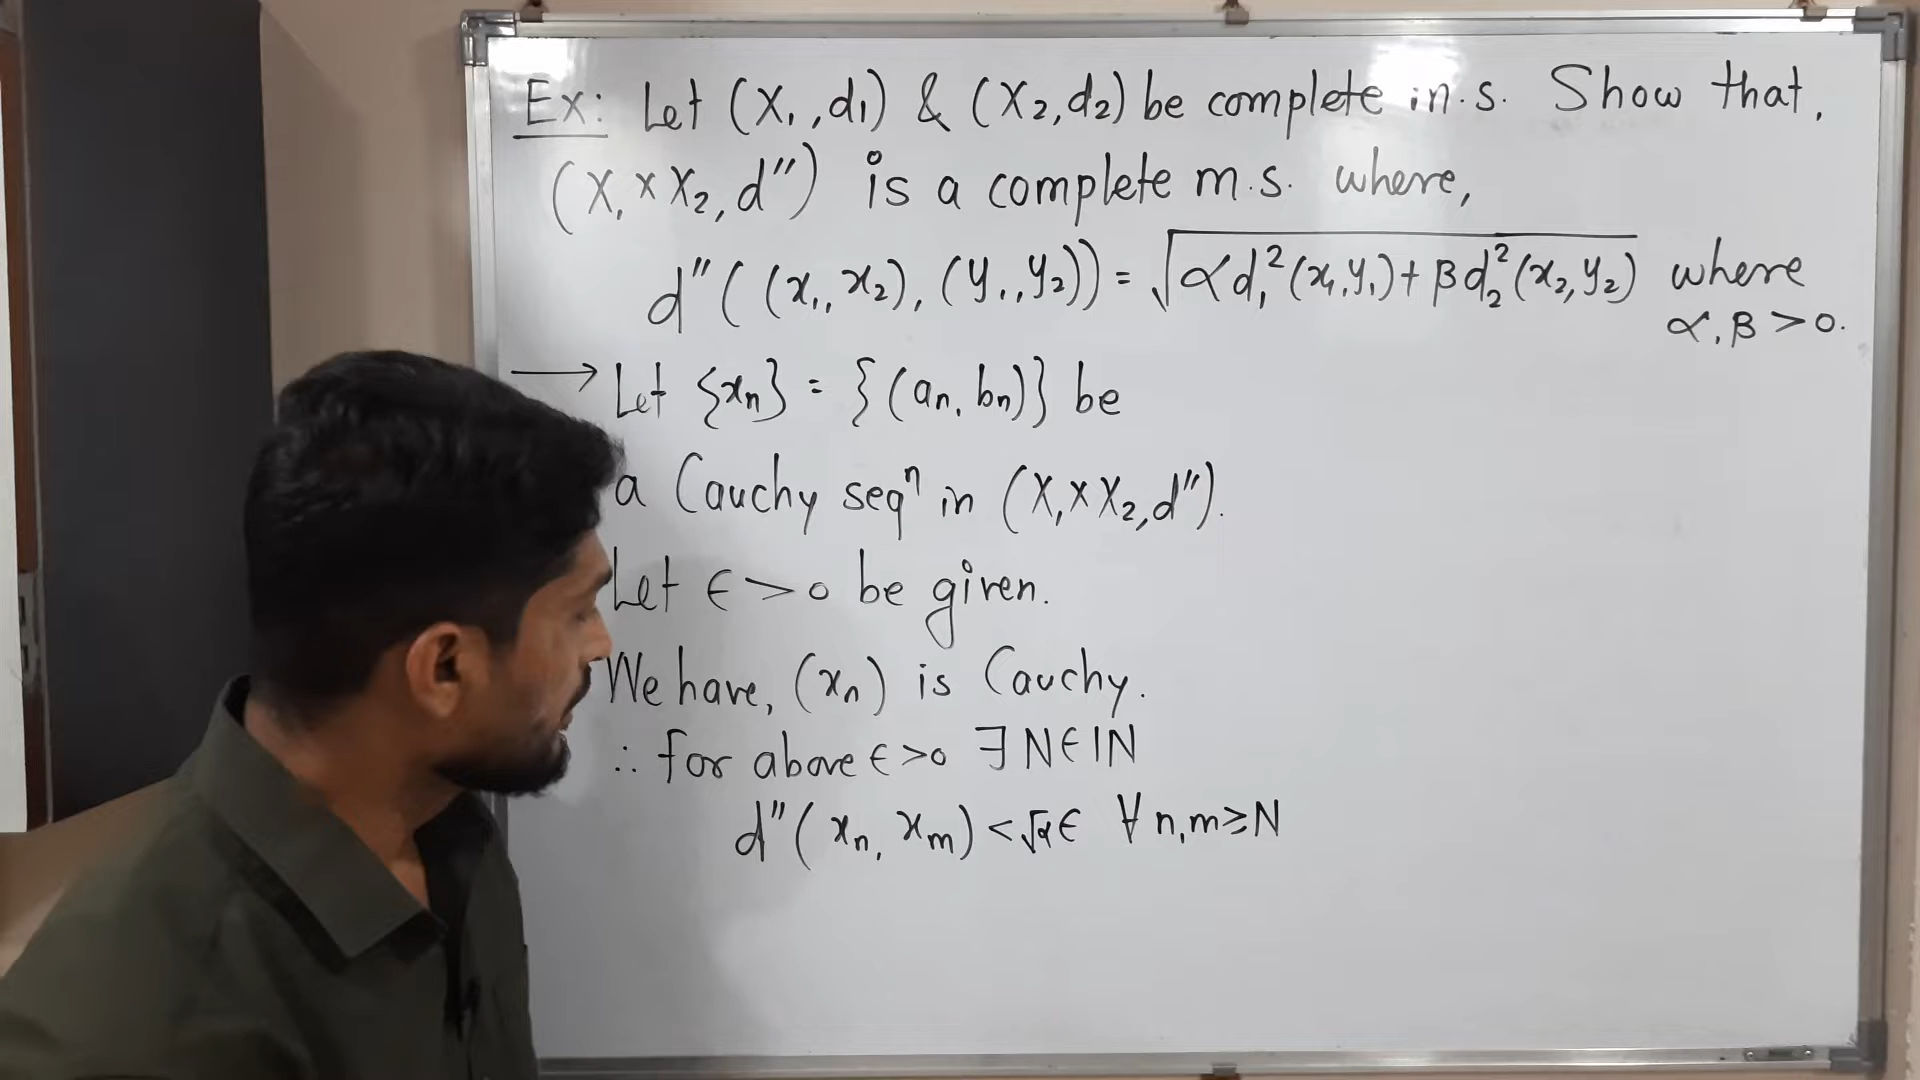 Ex: Let (X₁, d₁) & (X₂, d₂) be complete m.s. Show that,
(X₁ × X₂, d'') is a complete m.s. where,
d''((x₁, x₂), (y₁, y₂)) = √(αd₁²(x₁, y₁) + βd₂²(x₂, y₂)) where
α, β > 0.
→ Let {xₙ} = {(aₙ, bₙ)} be
a Cauchy seqⁿ in (X₁ × X₂, d'').
Let ϵ > 0 be given.
We have, (xₙ) is Cauchy.
∴ for above ϵ > 0 ∃ N ∈ ℕ
d''(xₙ, xₘ) < √α ϵ ∀ n, m ≥ N